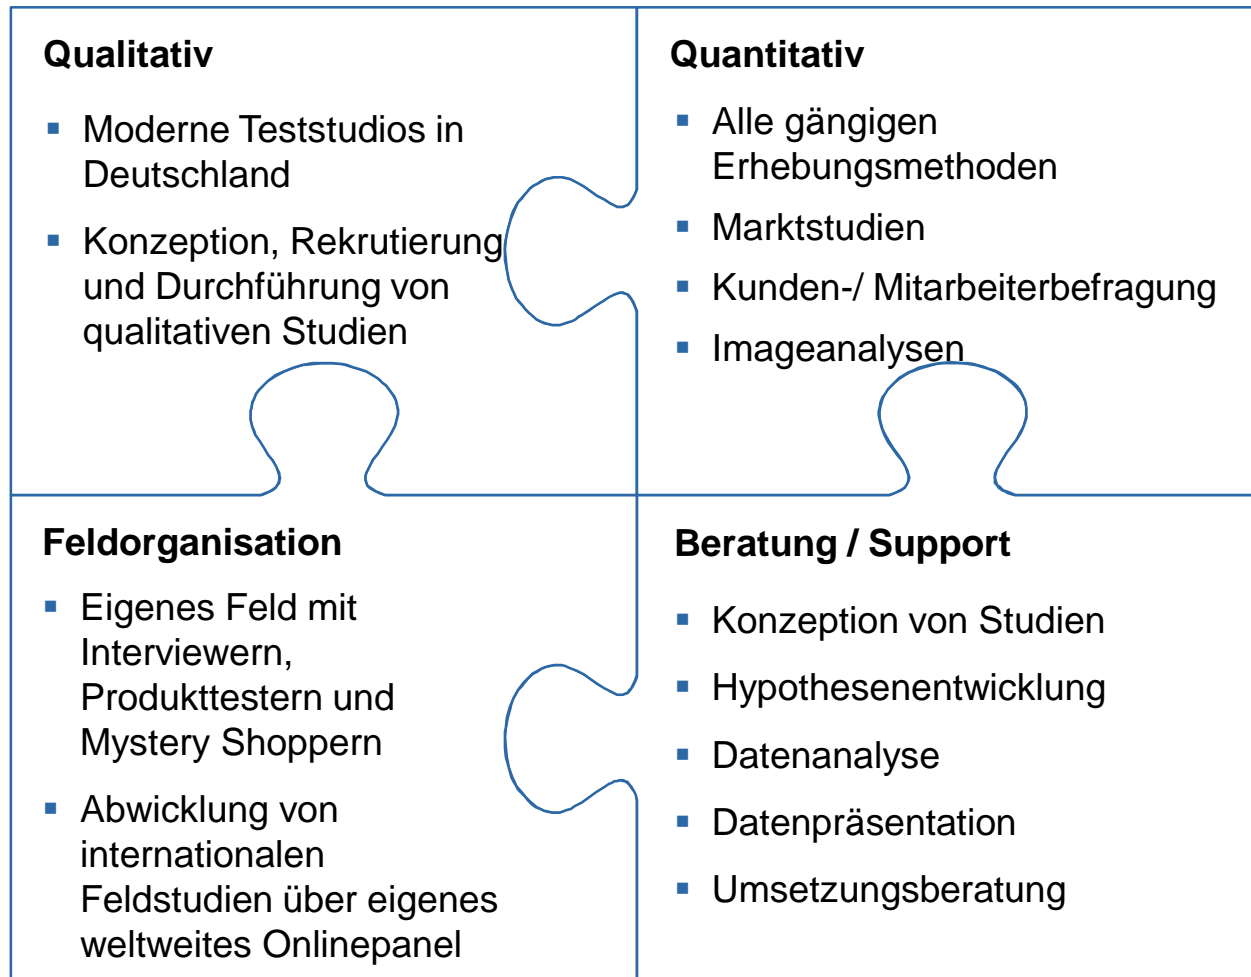 Qualitativ
Moderne Teststudios in
Deutschland
Konzeption, Rekrutierung
und Durchführung von
qualitativen Studien
Quantitativ
Alle gängigen
Erhebungsmethoden
Marktstudien
Kunden-/ Mitarbeiterbefragung
Imageanalysen
Feldorganisation
Eigenes Feld mit
Interviewern,
Produkttestern und
Mystery Shoppern
Abwicklung von
internationalen
Feldstudien über eigenes
weltweites Onlinepanel
Beratung / Support
Konzeption von Studien
Hypothesenentwicklung
Datenanalyse
Datenpräsentation
Umsetzungsberatung